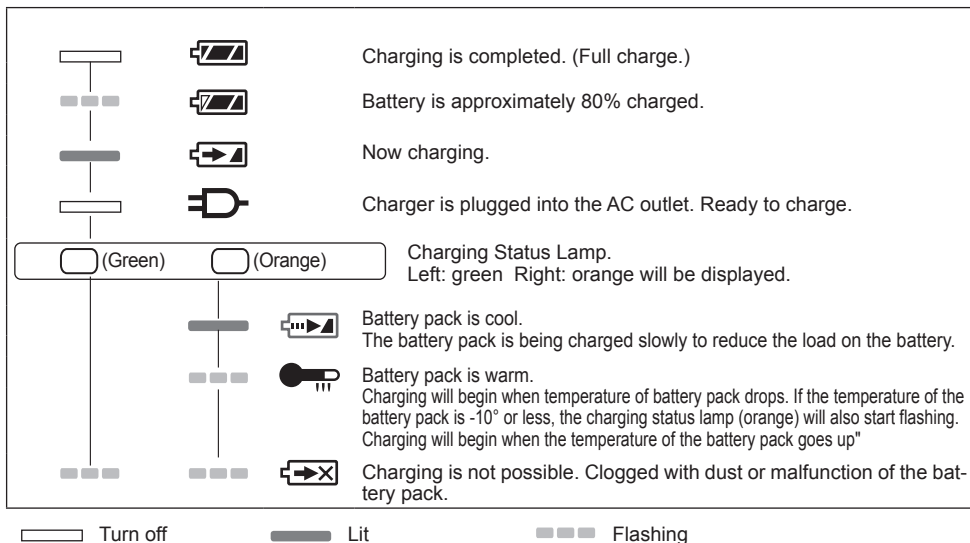 Charging is completed. (Full charge.)
Battery is approximately 80% charged.
Now charging.
Charger is plugged into the AC outlet. Ready to charge.
(Green) (Orange)
Charging Status Lamp.
Left: green Right: orange will be displayed.
Battery pack is cool.
The battery pack is being charged slowly to reduce the load on the battery.
Battery pack is warm.
Charging will begin when temperature of battery pack drops. If the temperature of the
battery pack is -10° or less, the charging status lamp (orange) will also start flashing.
Charging will begin when the temperature of the battery pack goes up"
Charging is not possible. Clogged with dust or malfunction of the bat-
tery pack.
Turn off Lit Flashing